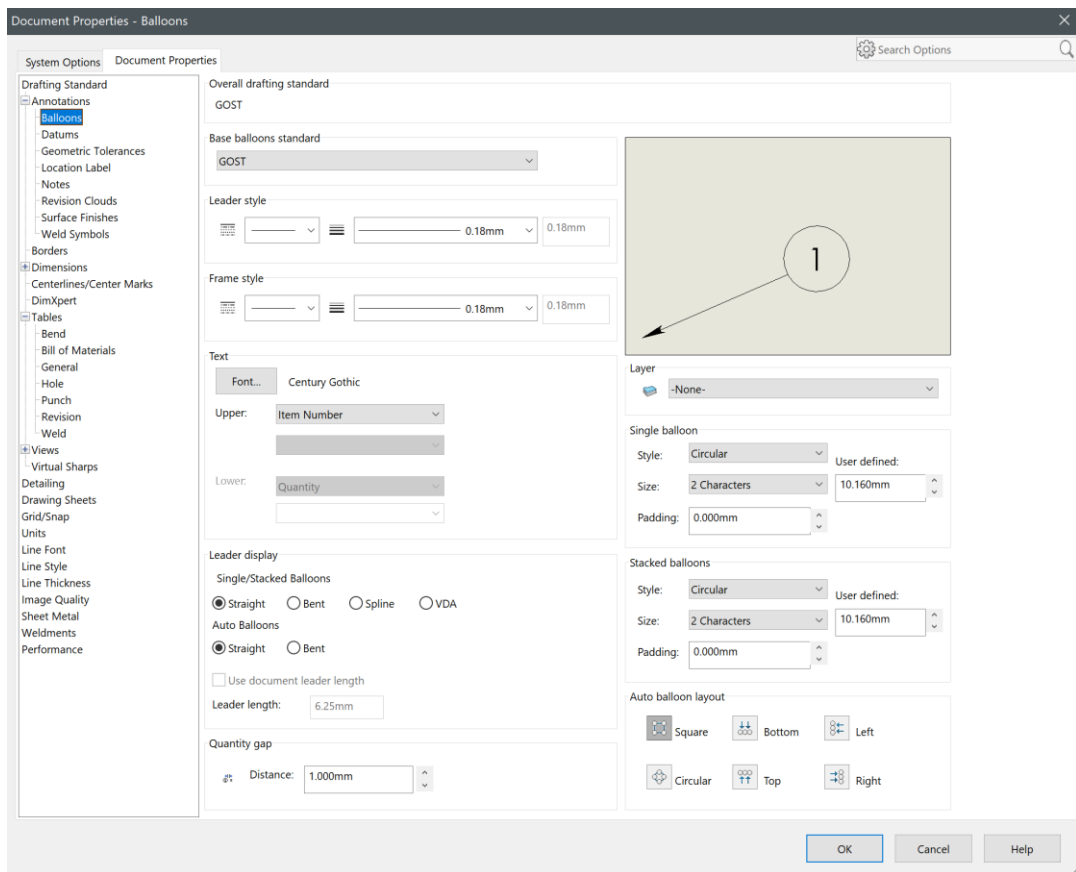 Document Properties - Balloons
Search Options
System Options
Document Properties
Drafting Standard
Annotations
Balloons
Datums
Geometric Tolerances
Location Label
Notes
Revision Clouds
Surface Finishes
Weld Symbols
Borders
Dimensions
Centerlines/Center Marks
DimXpert
Tables
Bend
Bill of Materials
General
Hole
Punch
Revision
Weld
Views
Virtual Sharps
Detailing
Drawing Sheets
Grid/Snap
Units
Line Font
Line Style
Line Thickness
Image Quality
Sheet Metal
Weldments
Performance
Overall drafting standard
GOST
Base balloons standard
GOST
Leader style
0.18mm 0.18mm
Frame style
0.18mm 0.18mm
Text
Font... Century Gothic
Upper: Item Number
Lower: Quantity
Leader display
Single/Stacked Balloons
Straight Bent Spline VDA
Auto Balloons
Straight Bent
Use document leader length
Leader length: 6.25mm
Quantity gap
Distance: 1.000mm
1
Layer
-None-
Single balloon
Style: Circular User defined:
Size: 2 Characters 10.160mm
Padding: 0.000mm
Stacked balloons
Style: Circular User defined:
Size: 2 Characters 10.160mm
Padding: 0.000mm
Auto balloon layout
Square Bottom Left
Circular Top Right
OK Cancel Help